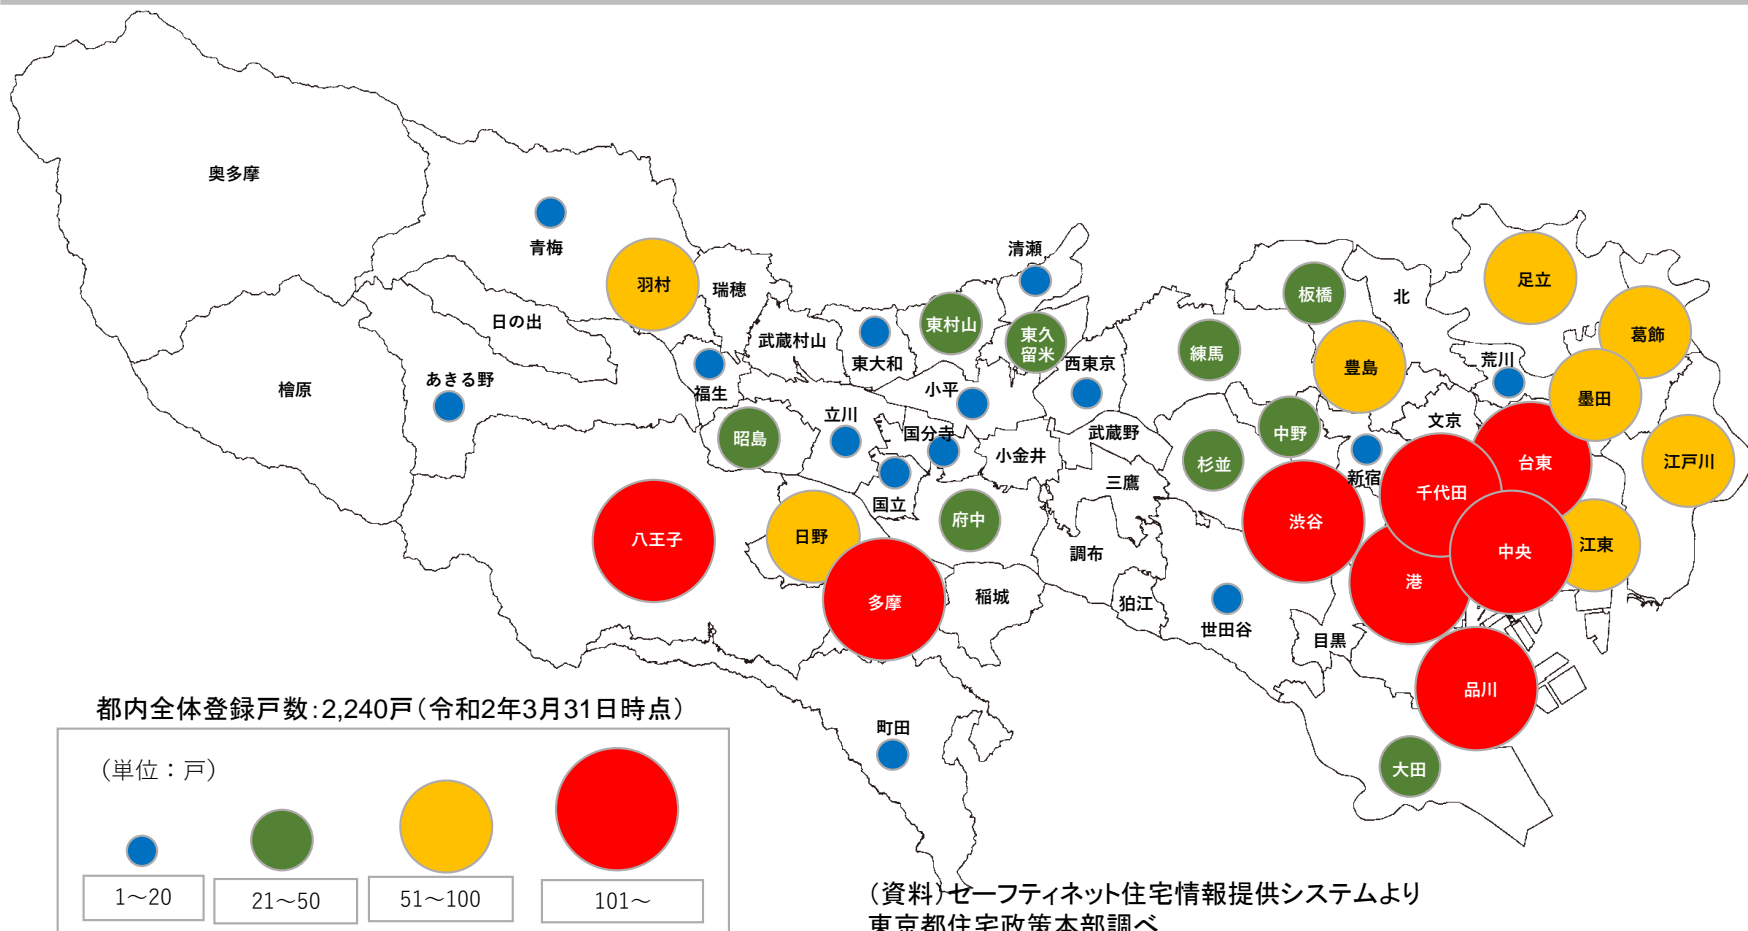 奥多摩
青梅
羽村
瑞穂
日の出
檜原
あきる野
福生
武蔵村山
東大和
東村山
清瀬
東久
留米
西東京
小平
立川
昭島
国分寺
国立
小金井
武蔵野
三鷹
府中
調布
狛江
稲城
八王子
日野
多摩
町田
練馬
板橋
北
足立
葛飾
荒川
豊島
墨田
文京
中野
杉並
新宿
台東
江戸川
千代田
渋谷
中央
江東
港
世田谷
目黒
品川
大田
都内全体登録戸数:2,240戸(令和2年3月31日時点)
(単位:戸)
1~20
21~50
51~100
101~
(資料)セーフティネット住宅情報提供システムより
東京都住宅政策本部調べ